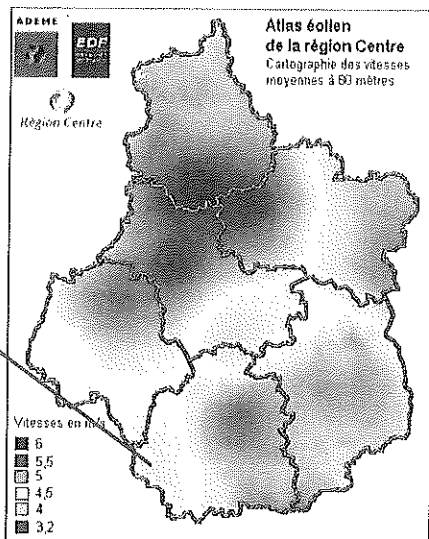 ADEME
EDF
Région Centre
Atlas éolien
de la région Centre
Cartographie des vitesses
moyennes à 60 mètres
Vitesses en m/s
6
5,5
5
4,5
4
3,2